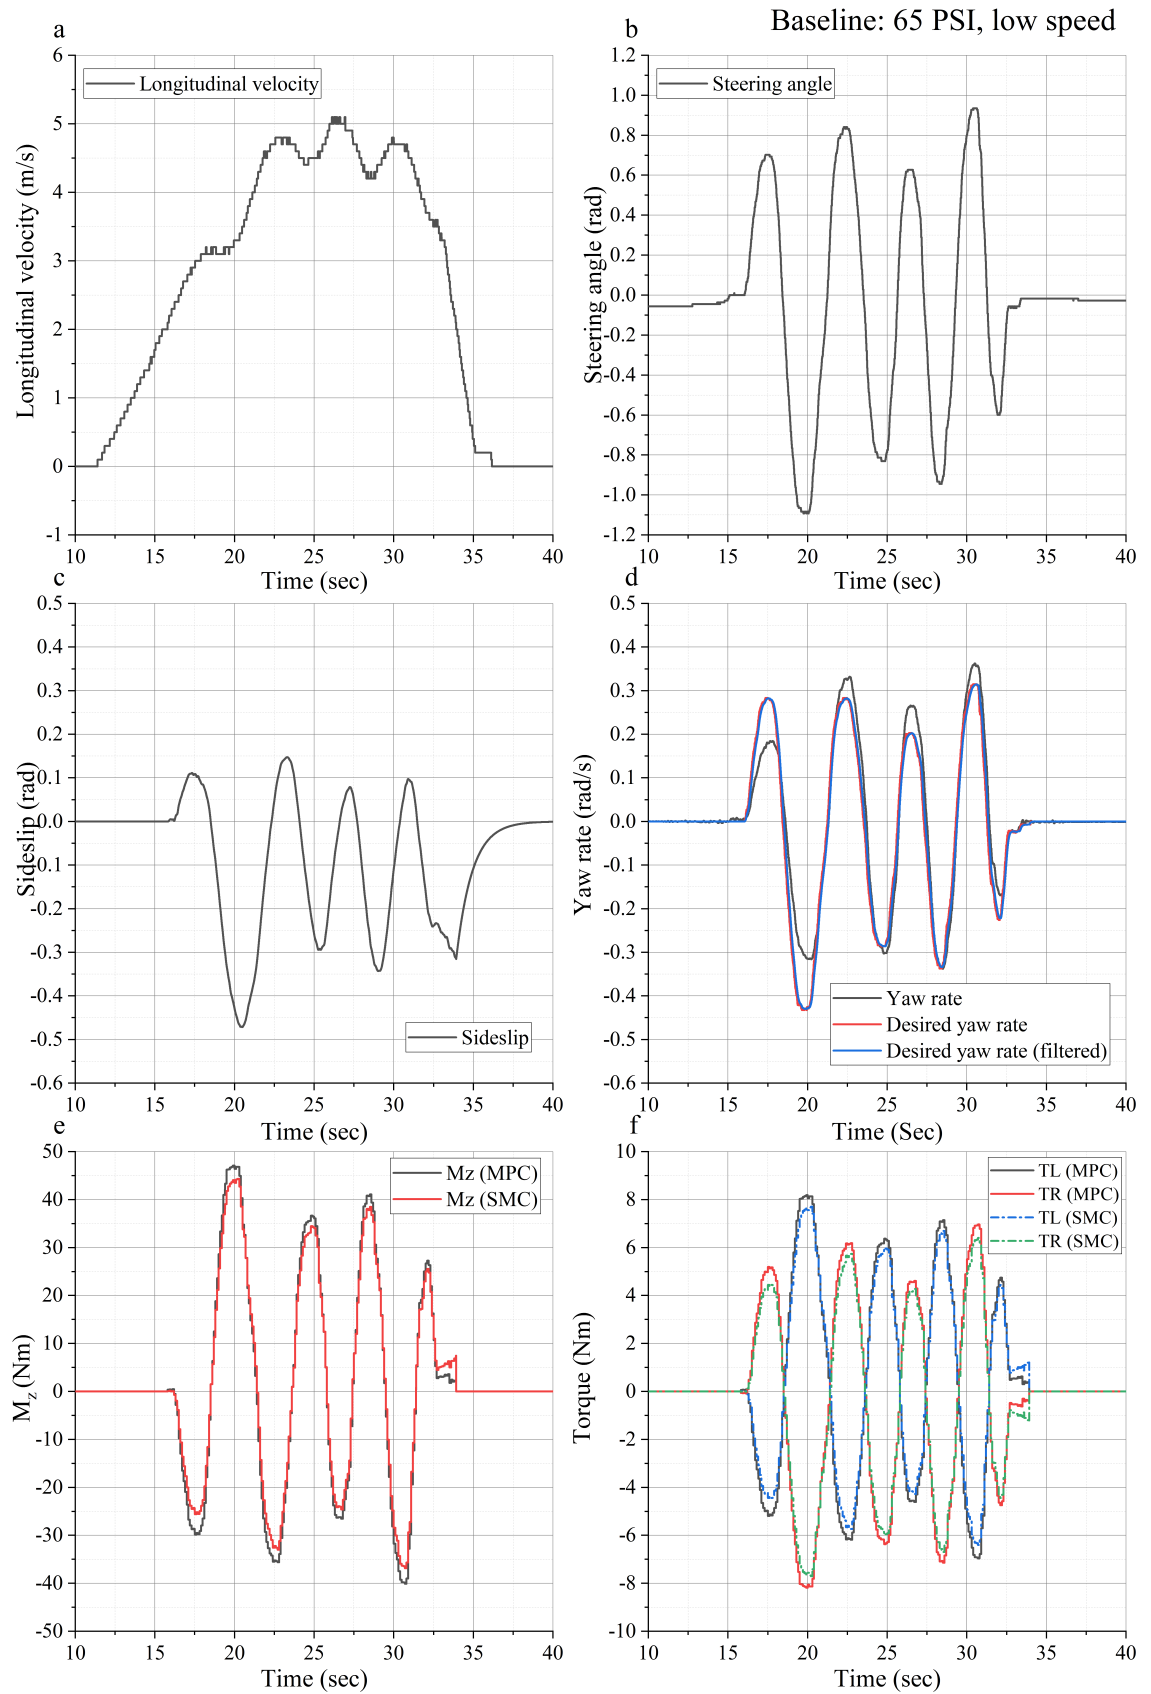 Baseline: 65 PSI, low speed
a
Longitudinal velocity
Longitudinal velocity (m/s)
6
5
4
3
2
1
0
-1
10 15 20 25 30 35 40
Time (sec)
b
Steering angle
Steering angle (rad)
1.2
1.0
0.8
0.6
0.4
0.2
0.0
-0.2
-0.4
-0.6
-0.8
-1.0
-1.2
10 15 20 25 30 35 40
Time (sec)
c
Sideslip (rad)
0.5
0.4
0.3
0.2
0.1
0.0
-0.1
-0.2
-0.3
-0.4
-0.5
-0.6
Sideslip
10 15 20 25 30 35 40
Time (sec)
d
Yaw rate (rad/s)
0.5
0.4
0.3
0.2
0.1
0.0
-0.1
-0.2
-0.3
-0.4
-0.5
-0.6
Yaw rate
Desired yaw rate
Desired yaw rate (filtered)
10 15 20 25 30 35 40
Time (Sec)
e
Mz (MPC)
Mz (SMC)
Mz (Nm)
50
40
30
20
10
0
-10
-20
-30
-40
-50
10 15 20 25 30 35 40
Time (sec)
f
TL (MPC)
TR (MPC)
TL (SMC)
TR (SMC)
Torque (Nm)
10
8
6
4
2
0
-2
-4
-6
-8
-10
10 15 20 25 30 35 40
Time (sec)